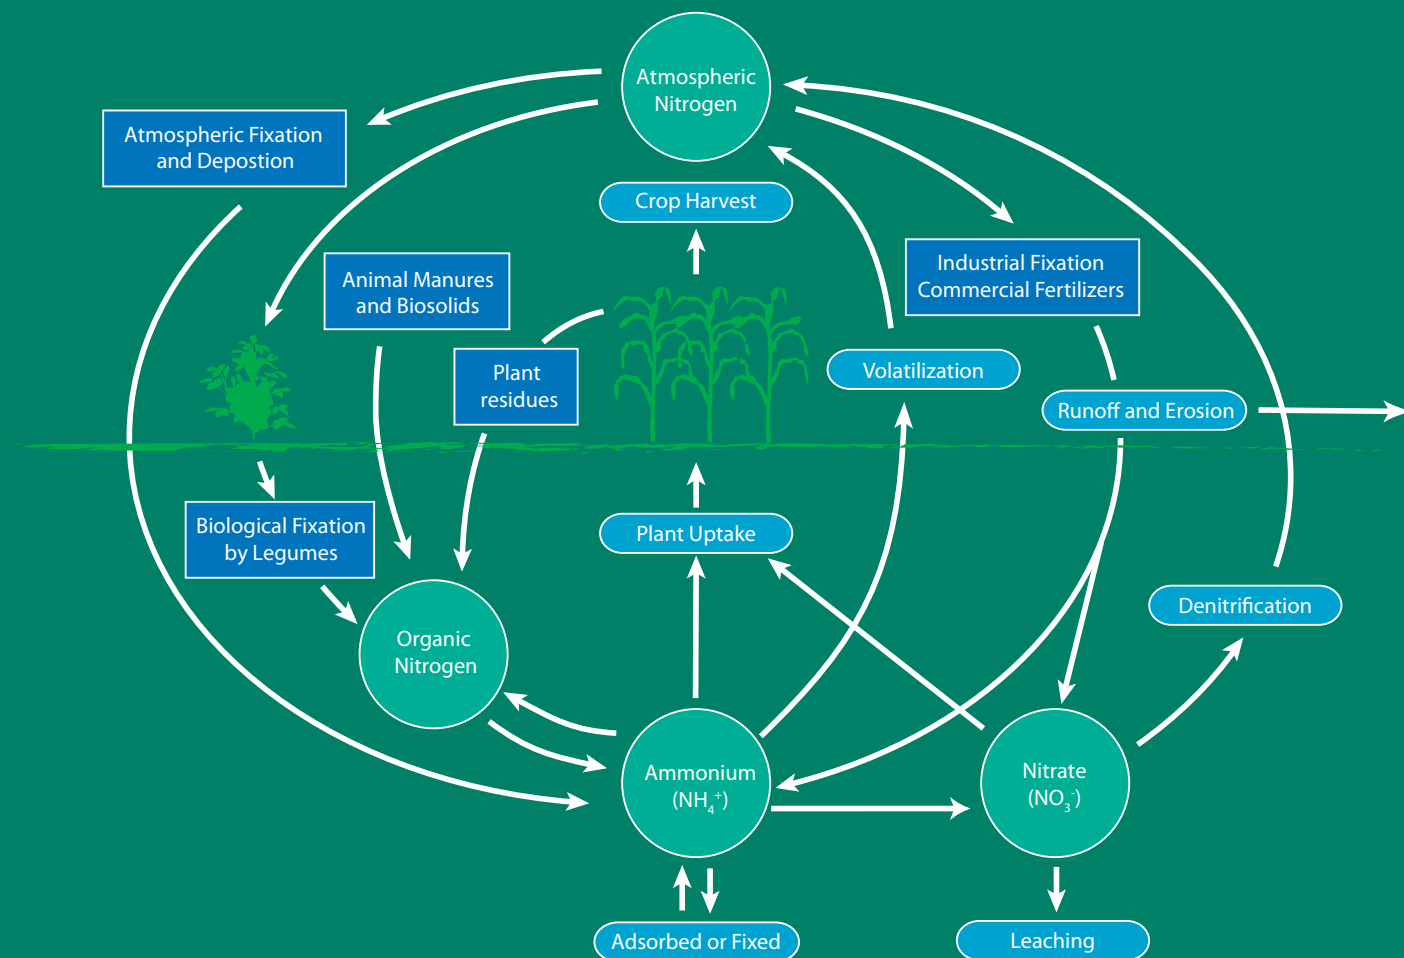 Atmospheric
Nitrogen
Atmospheric Fixation
and Depostion
Crop Harvest
Animal Manures
and Biosolids
Industrial Fixation
Commercial Fertilizers
Plant
residues
Volatilization
Runoff and Erosion
Biological Fixation
by Legumes
Plant Uptake
Denitrification
Organic
Nitrogen
Ammonium
(NH₄⁺)
Nitrate
(NO₃⁻)
Adsorbed or Fixed
Leaching